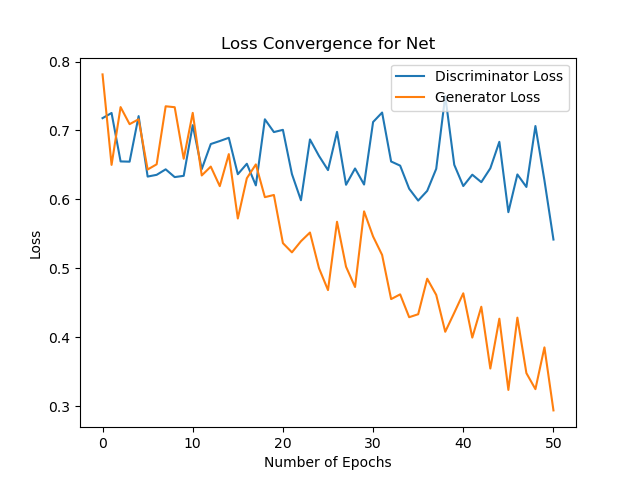 Loss Convergence for Net
Discriminator Loss
Generator Loss
0.8
0.7
0.6
0.5
0.4
0.3
Loss
0 10 20 30 40 50
Number of Epochs